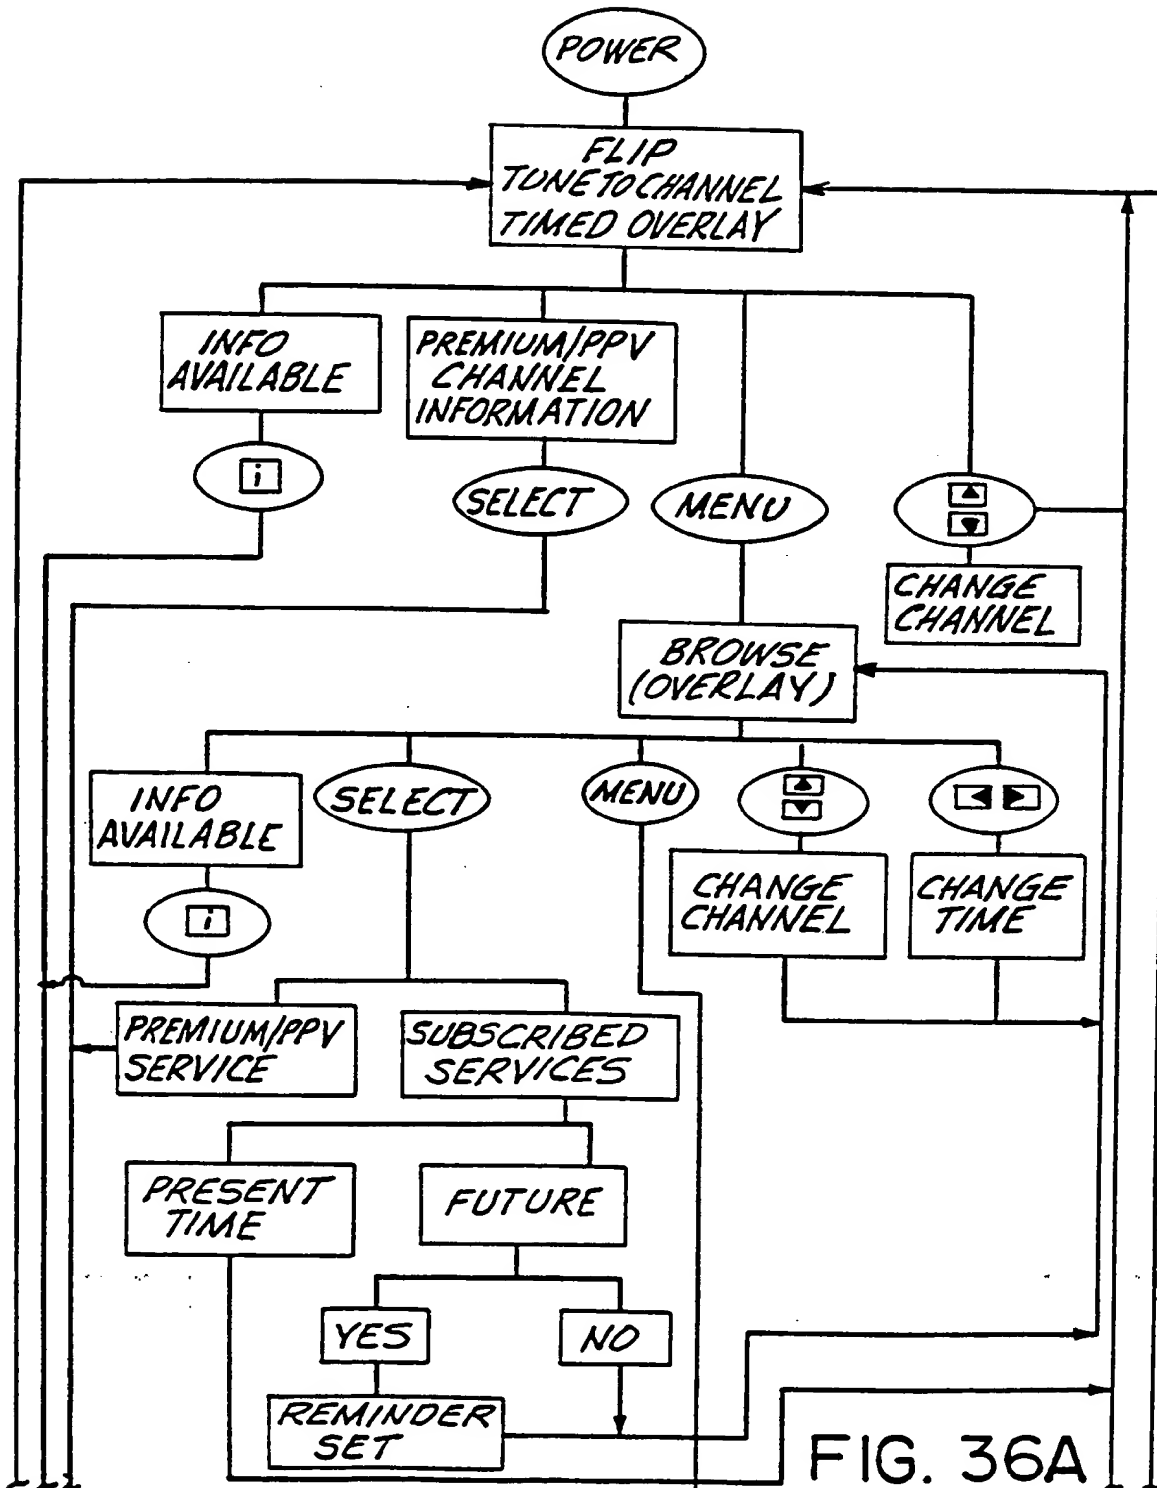 POWER
FLIP
TUNE TO CHANNEL
TIMED OVERLAY
INFO
AVAILABLE
PREMIUM/PPV
CHANNEL
INFORMATION
i
SELECT
MENU
CHANGE
CHANNEL
BROWSE
(OVERLAY)
INFO
AVAILABLE
SELECT
MENU
CHANGE
CHANNEL
CHANGE
TIME
i
PREMIUM/PPV
SERVICE
SUBSCRIBED
SERVICES
PRESENT
TIME
FUTURE
YES
NO
REMINDER
SET
FIG. 36A